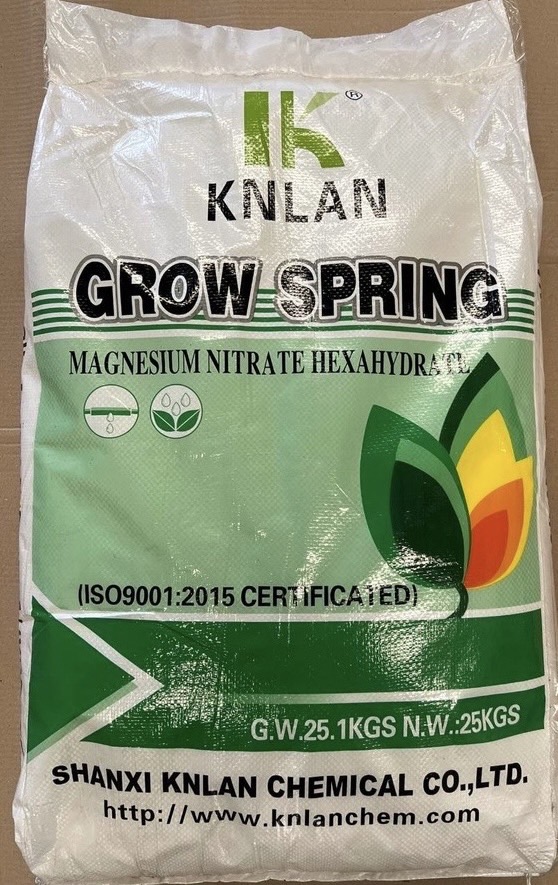 K®
KNLAN
GROW SPRING
MAGNESIUM NITRATE HEXAHYDRATE
(ISO9001:2015 CERTIFICATED)
G.W.25.1KGS N.W.:25KGS
SHANXI KNLAN CHEMICAL CO.,LTD.
http://www.knlanchem.com